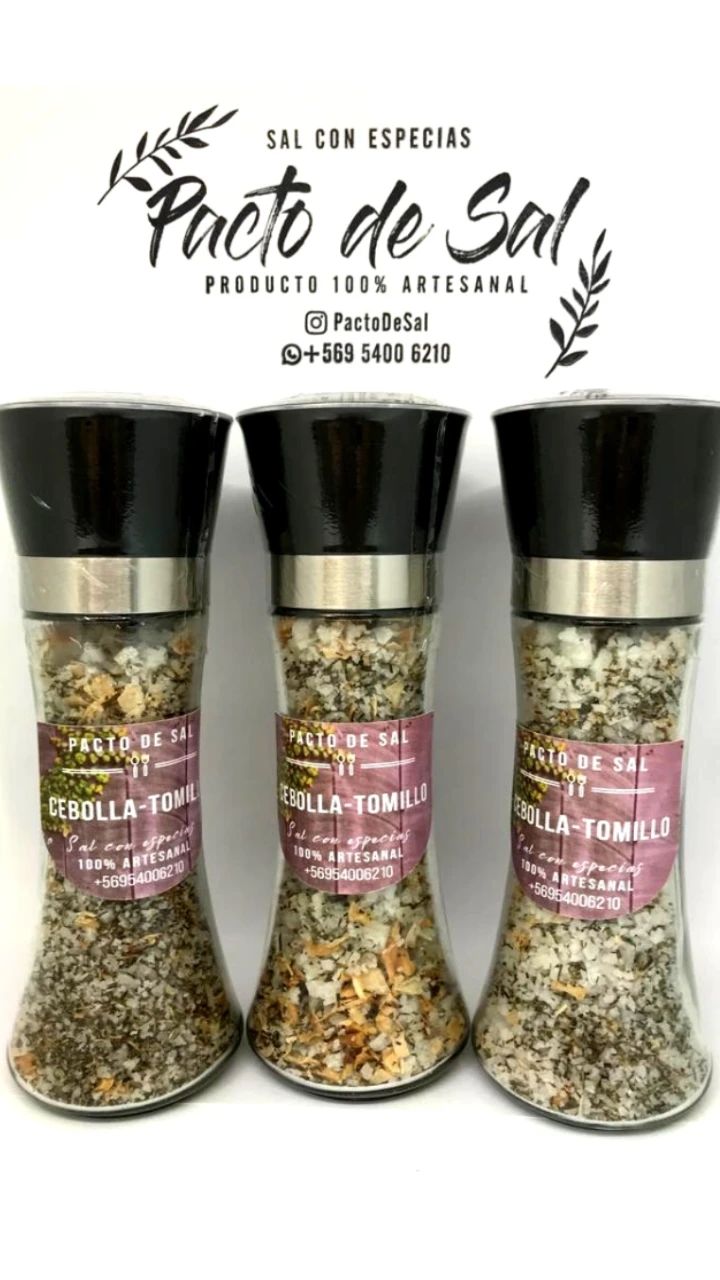 SAL CON ESPECIAS
Pacto de Sal
PRODUCTO 100% ARTESANAL
PactoDeSal
+569 5400 6210
PACTO DE SAL
CEBOLLA-TOMIL
Sal con especias
100% ARTESANAL
+56954006210
PACTO DE SAL
CEBOLLA-TOMILLO
Sal con especias
100% ARTESANAL
+56954006210
PACTO DE SAL
CEBOLLA-TOMILLO
Sal con especias
100% ARTESANAL
+56954006210